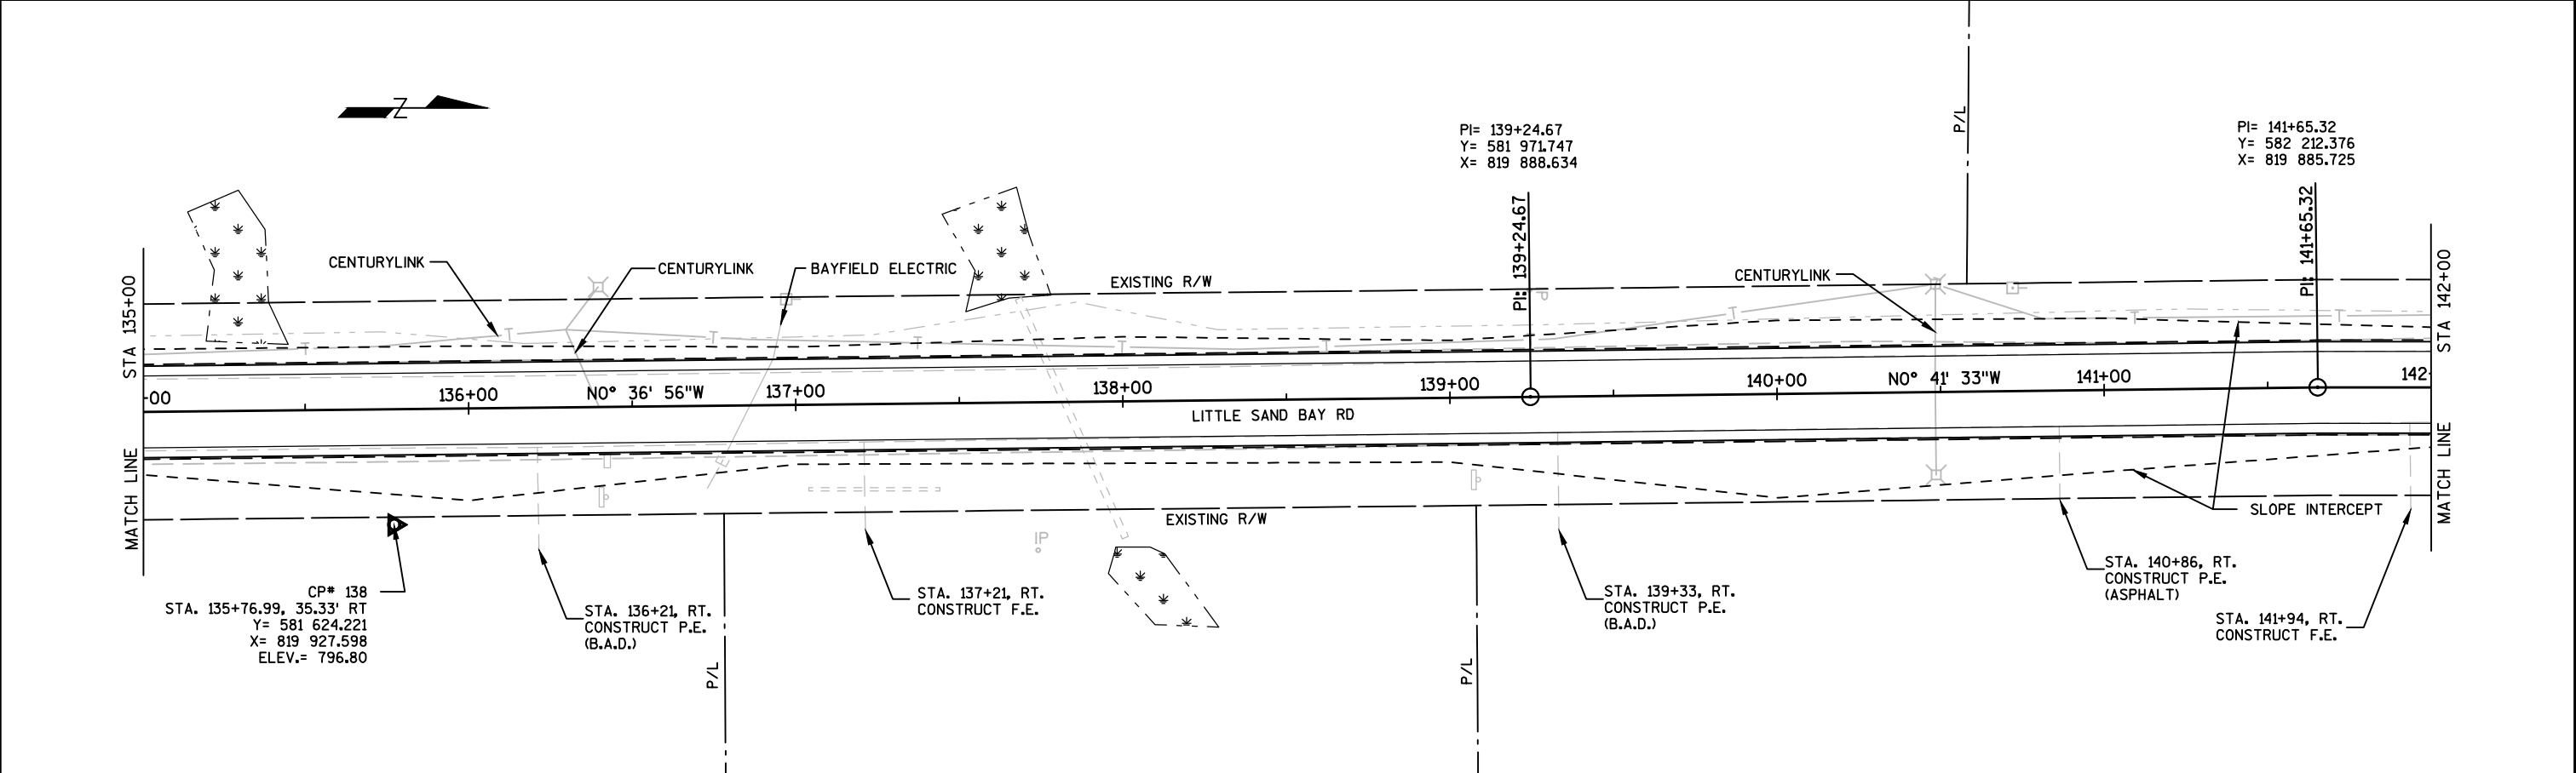 Z
PI= 139+24.67
Y= 581 971.747
X= 819 888.634
P/L
PI= 141+65.32
Y= 582 212.376
X= 819 885.725
PI: 139+24.67
PI: 141+65.32
STA 135+00
CENTURYLINK
CENTURYLINK
BAYFIELD ELECTRIC
EXISTING R/W
CENTURYLINK
STA 142+00
P
T
T
T
T
T
T
T
T
T
-00
136+00
N0° 36' 56"W
137+00
138+00
139+00
140+00
N0° 41' 33"W
141+00
142-
LITTLE SAND BAY RD
E
MATCH LINE
EXISTING R/W
SLOPE INTERCEPT
MATCH LINE
IP
CP# 138
STA. 135+76.99, 35.33' RT
Y= 581 624.221
X= 819 927.598
ELEV.= 796.80
STA. 136+21, RT.
CONSTRUCT P.E.
(B.A.D.)
STA. 137+21, RT.
CONSTRUCT F.E.
STA. 139+33, RT.
CONSTRUCT P.E.
(B.A.D.)
STA. 140+86, RT.
CONSTRUCT P.E.
(ASPHALT)
STA. 141+94, RT.
CONSTRUCT F.E.
P/L
P/L